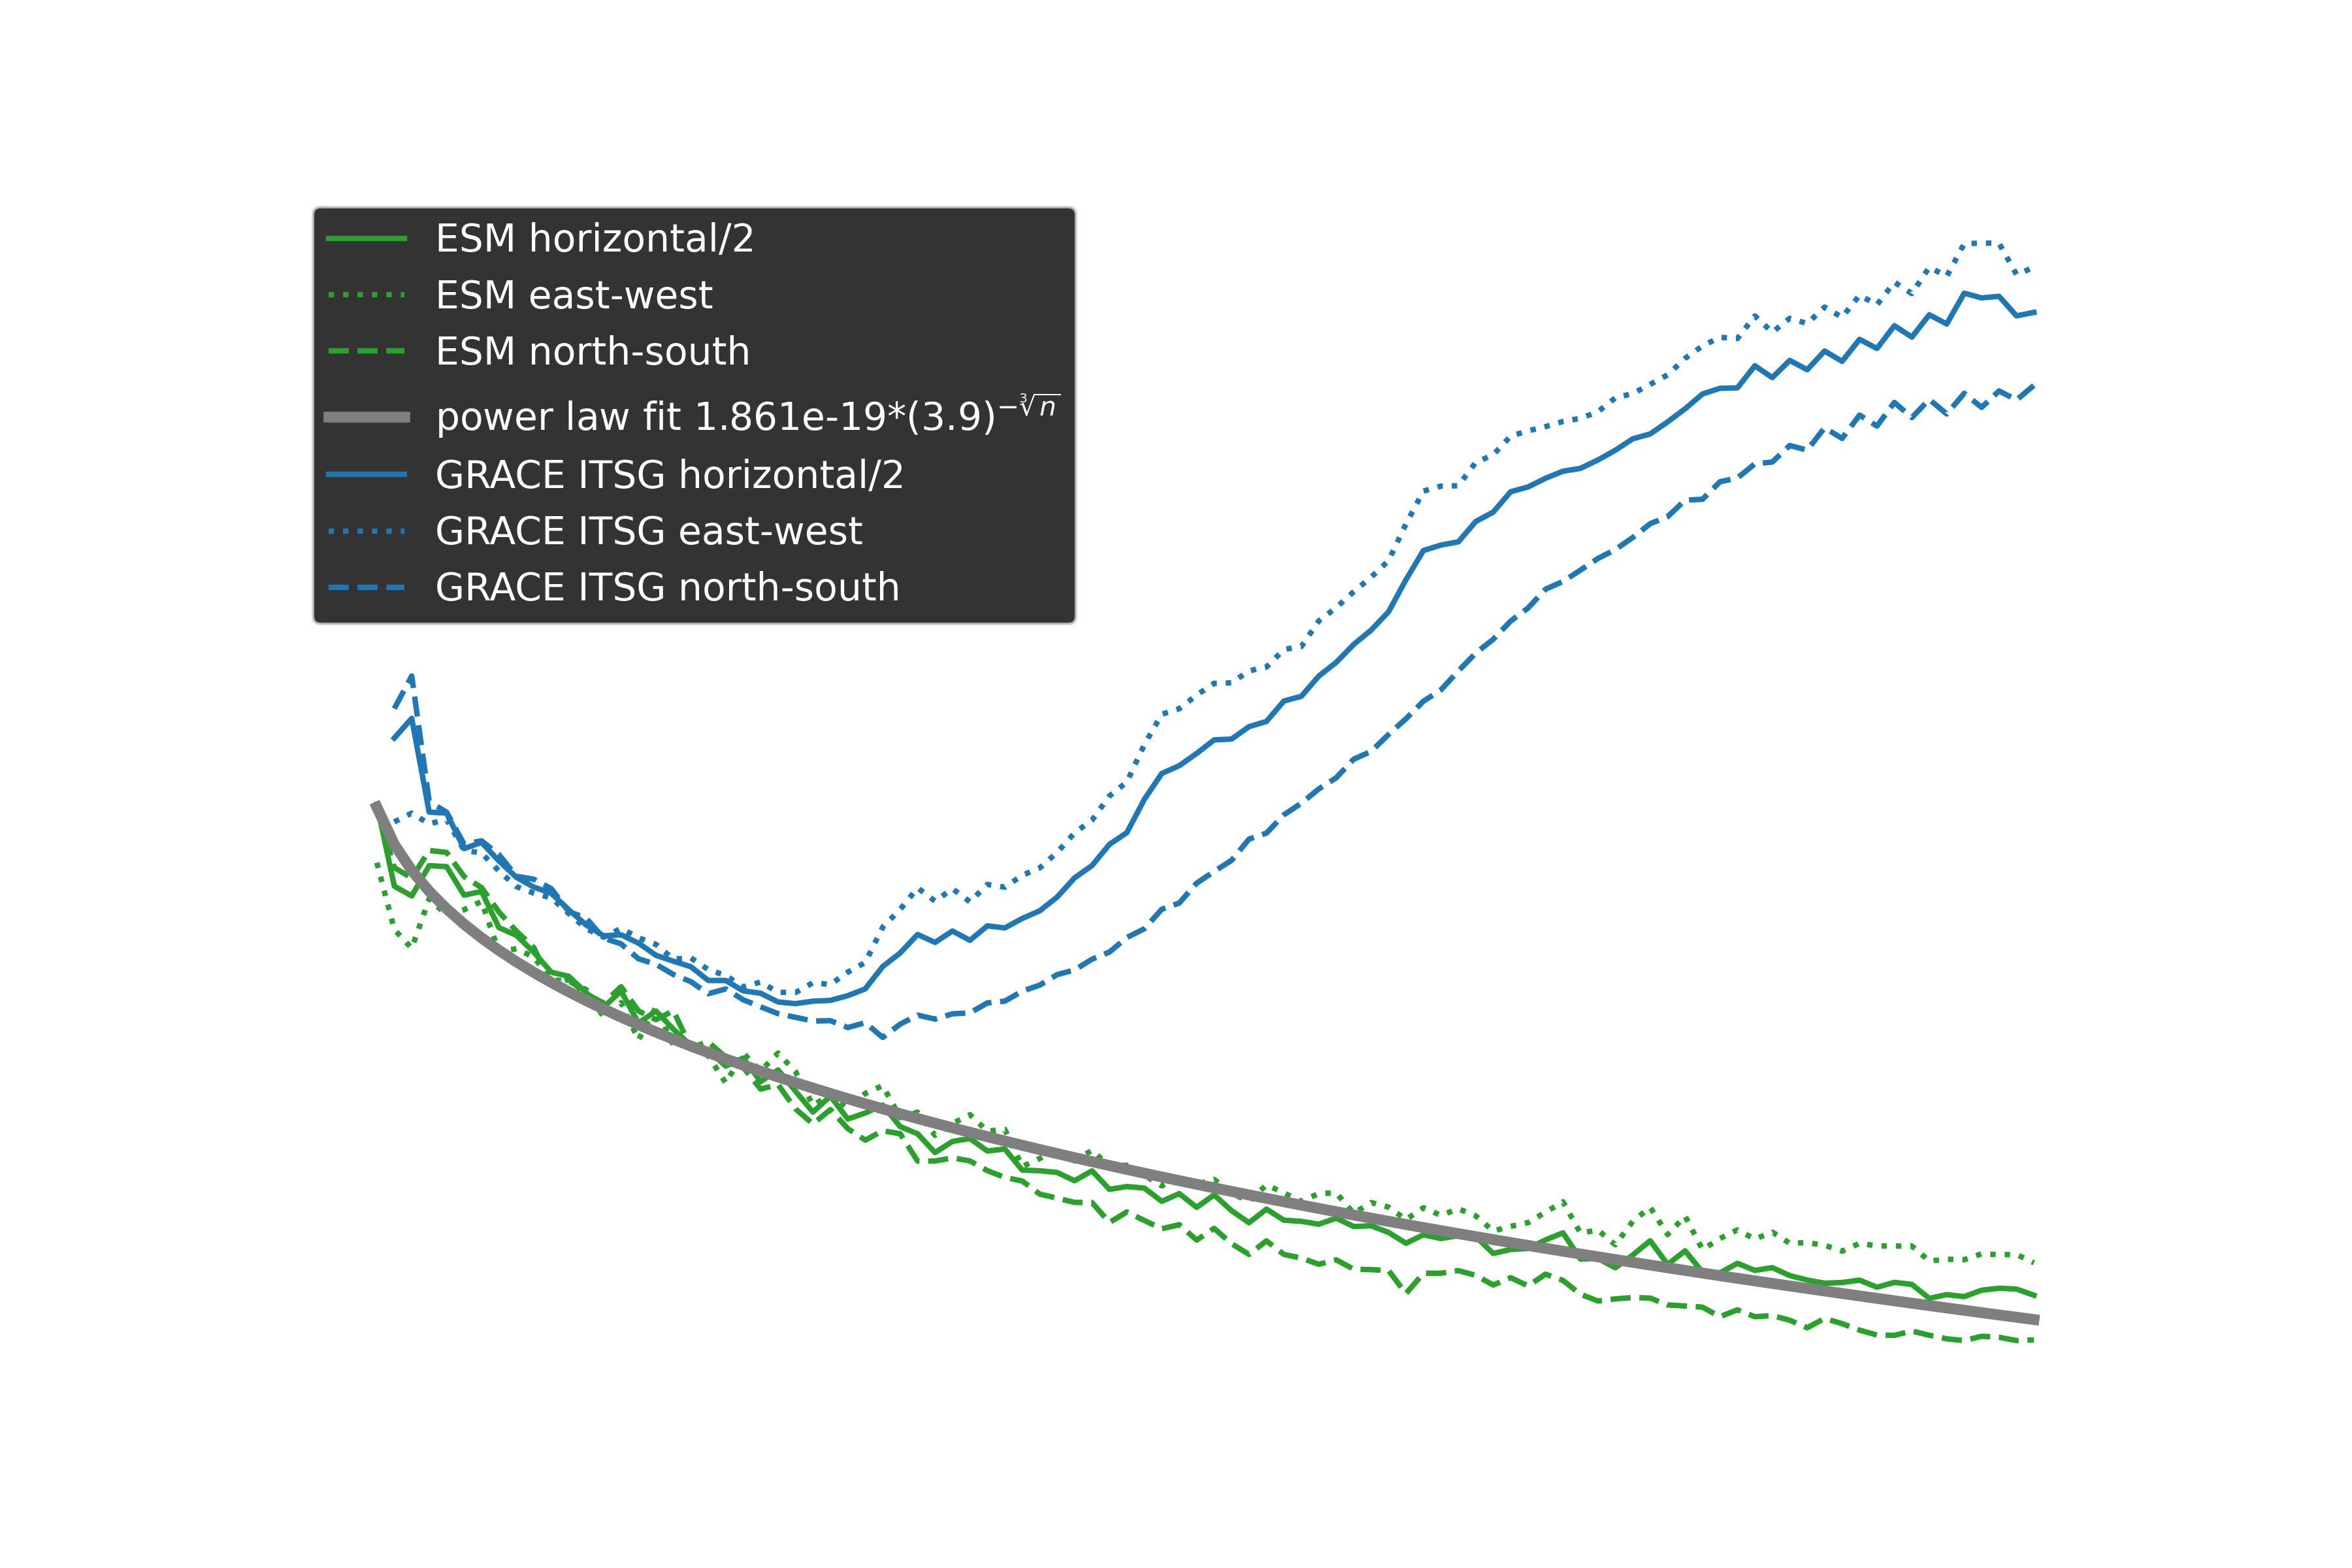 ESM horizontal/2
ESM east-west
ESM north-south
power law fit 1.861e-19*(3.9)^{-∛n}
GRACE ITSG horizontal/2
GRACE ITSG east-west
GRACE ITSG north-south